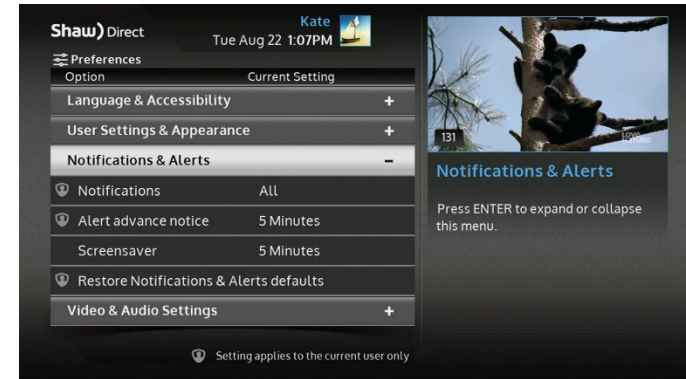 Shaw) Direct
Kate
Tue Aug 22 1:07PM
Preferences
Option Current Setting
Language & Accessibility +
User Settings & Appearance +
Notifications & Alerts –
Notifications All
Alert advance notice 5 Minutes
Screensaver 5 Minutes
Restore Notifications & Alerts defaults
Video & Audio Settings +
Setting applies to the current user only
131
LOVE
NATURE
Notifications & Alerts
Press ENTER to expand or collapse
this menu.